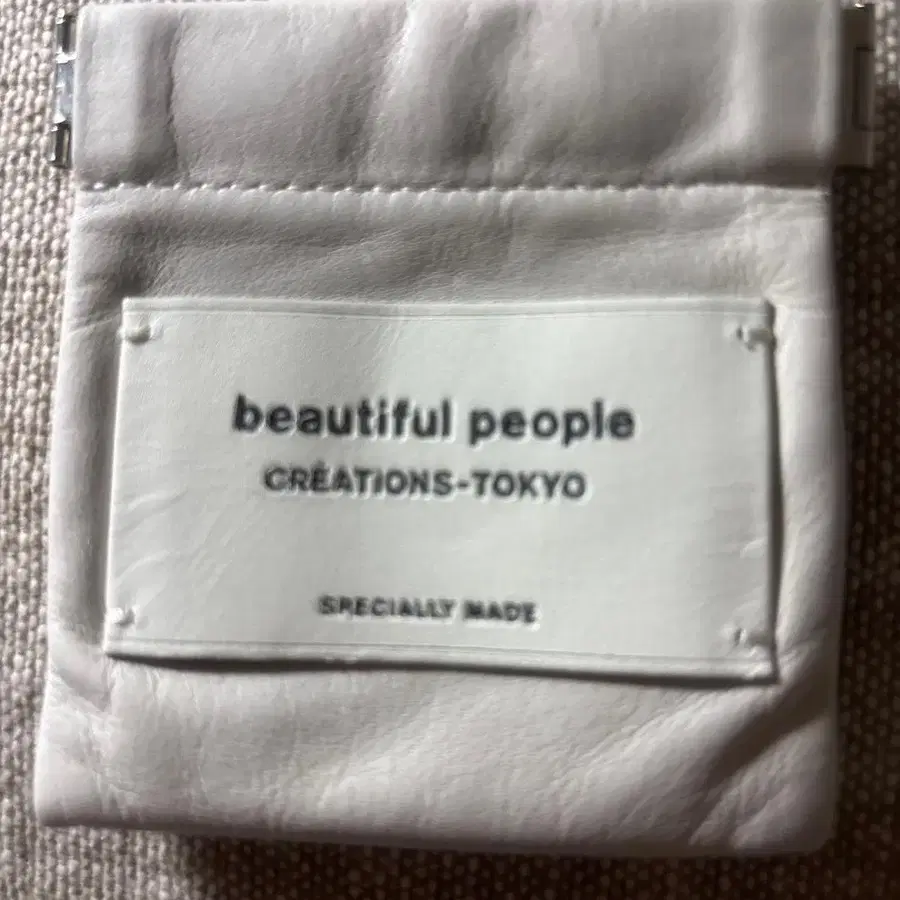 beautiful people
CRÉATIONS-TOKYO
SPECIALLY MADE